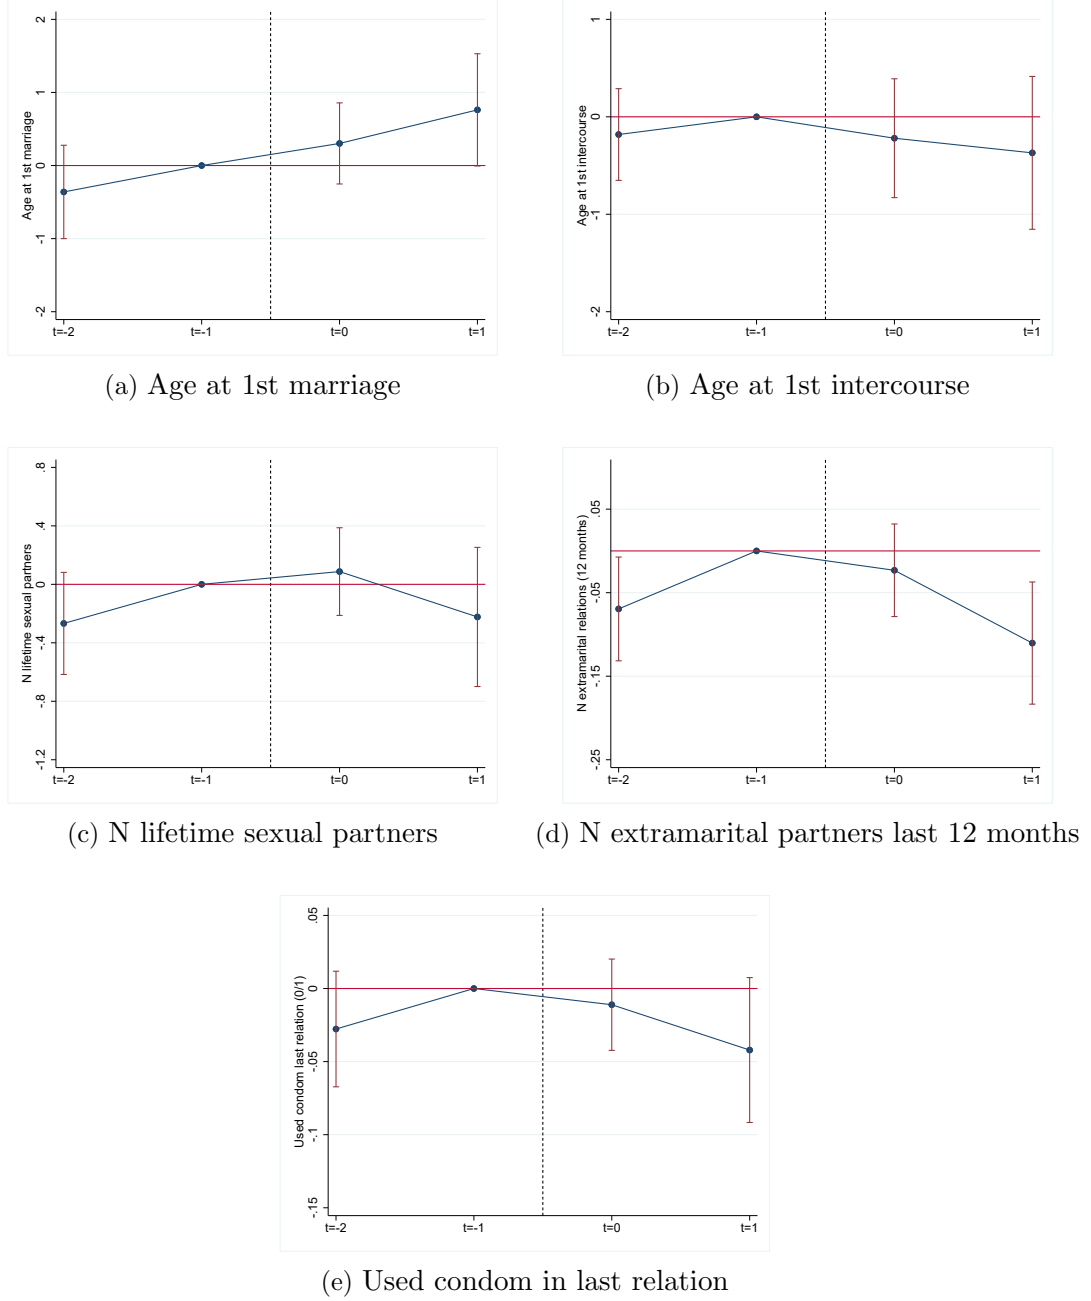 Age at 1st marriage
2
1
0
-1
-2
t=-2 t=-1 t=0 t=1
(a) Age at 1st marriage
Age at 1st intercourse
1
0
-1
-2
t=-2 t=-1 t=0 t=1
(b) Age at 1st intercourse
N lifetime sexual partners
.8
.4
0
-.4
-.8
-1.2
t=-2 t=-1 t=0 t=1
(c) N lifetime sexual partners
N extramarital relations (12 months)
.05
-.05
-.15
-.25
t=-2 t=-1 t=0 t=1
(d) N extramarital partners last 12 months
Used condom last relation (0/1)
.05
0
-.05
-.1
-.15
t=-2 t=-1 t=0 t=1
(e) Used condom in last relation